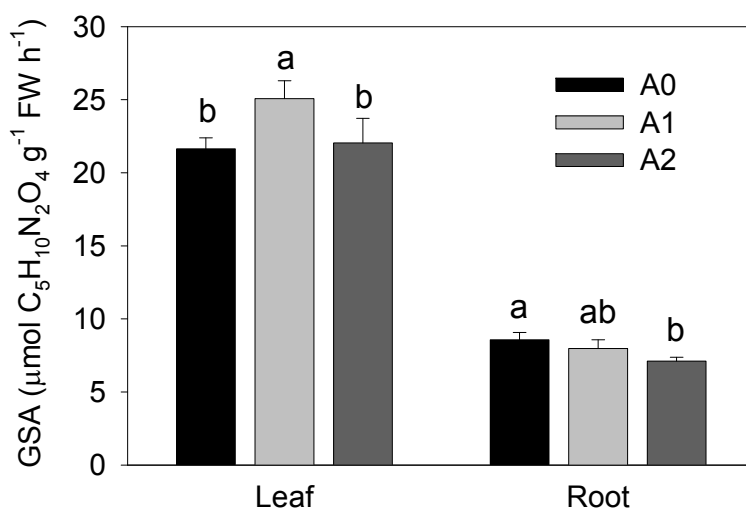 GSA (μmol C₅H₁₀N₂O₄ g⁻¹ FW h⁻¹)
30
25
20
15
10
5
0
b
a
b
a
ab
b
A0
A1
A2
Leaf
Root